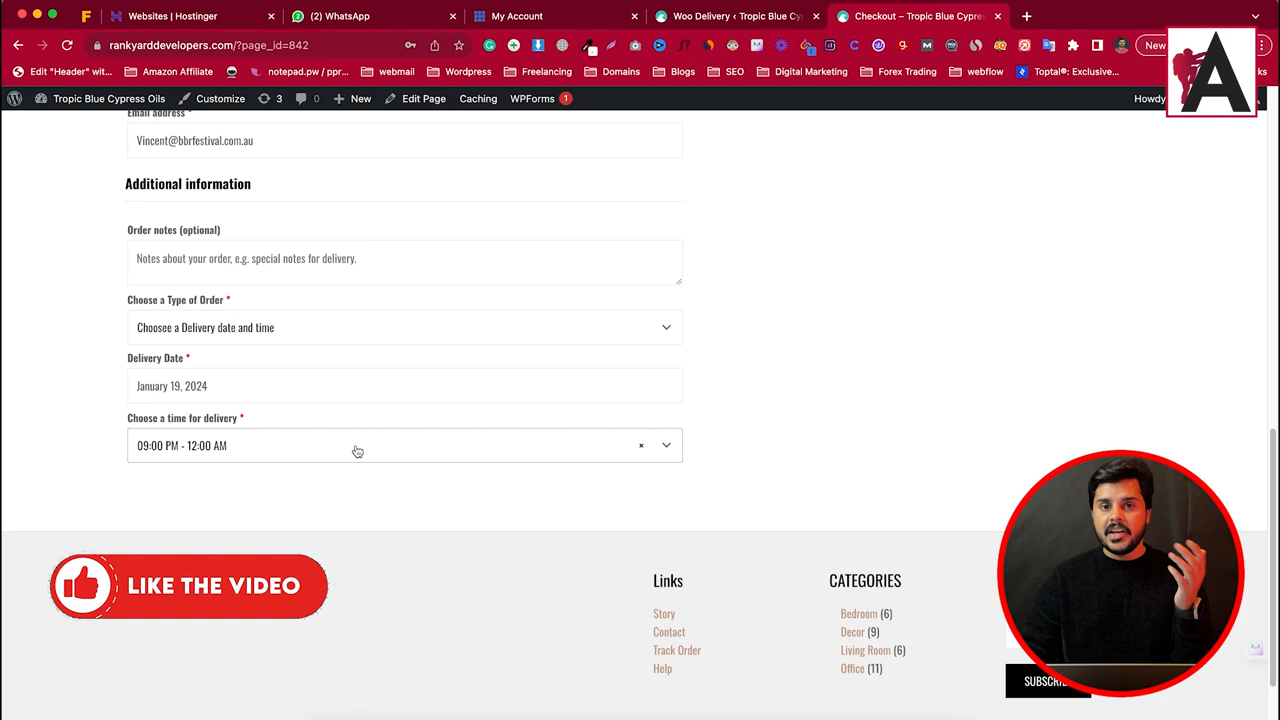 Websites | Hostinger
(2) WhatsApp
My Account
Woo Delivery ‹ Tropic Blue Cy
Checkout – Tropic Blue Cypre
rankyarddevelopers.com/?page_id=842
New
Edit "Header" wit...
Amazon Affiliate
notepad.pw / ppr...
webmail
Wordpress
Freelancing
Domains
Blogs
SEO
Digital Marketing
Forex Trading
webflow
Toptal®: Exclusive...
A
Tropic Blue Cypress Oils
Customize
3
0
New
Edit Page
Caching
WPForms
1
Howdy
Email address *
Vincent@bbrfestival.com.au
Additional information
Order notes (optional)
Notes about your order, e.g. special notes for delivery.
Choose a Type of Order *
Choosee a Delivery date and time
Delivery Date *
January 19, 2024
Choose a time for delivery *
09:00 PM - 12:00 AM
×
LIKE THE VIDEO
Links
Story
Contact
Track Order
Help
CATEGORIES
Bedroom (6)
Decor (9)
Living Room (6)
Office (11)